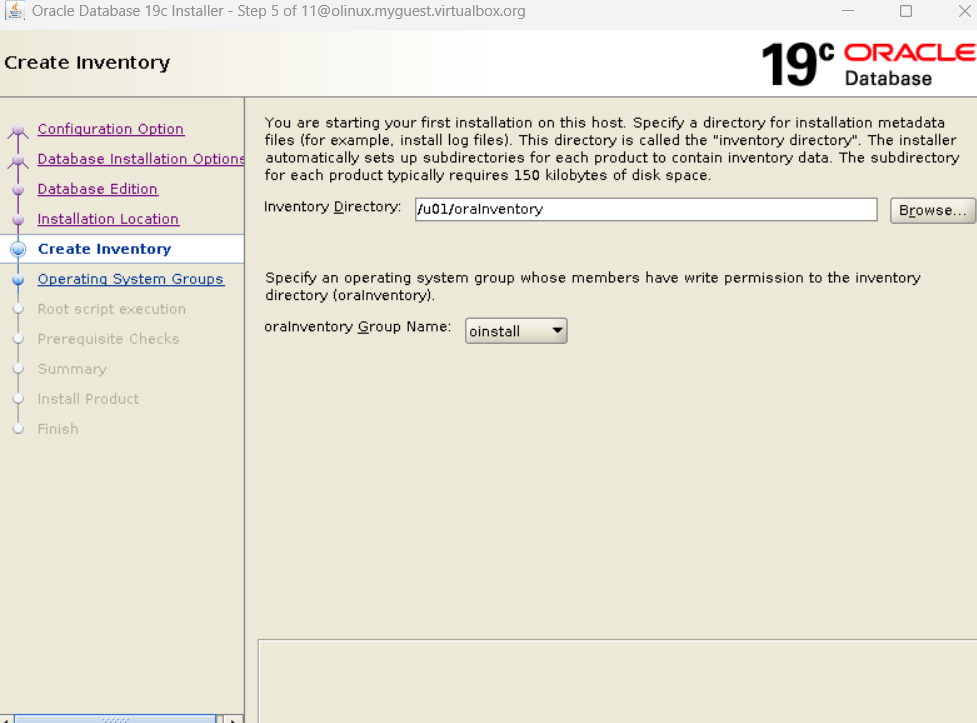 Oracle Database 19c Installer - Step 5 of 11@olinux.myguest.virtualbox.org
Create Inventory
19c ORACLE
Database
Configuration Option
Database Installation Options
Database Edition
Installation Location
Create Inventory
Operating System Groups
Root script execution
Prerequisite Checks
Summary
Install Product
Finish
You are starting your first installation on this host. Specify a directory for installation metadata
files (for example, install log files). This directory is called the "inventory directory". The installer
automatically sets up subdirectories for each product to contain inventory data. The subdirectory
for each product typically requires 150 kilobytes of disk space.
Inventory Directory: /u01/oraInventory Browse...
Specify an operating system group whose members have write permission to the inventory
directory (oraInventory).
oraInventory Group Name: oinstall